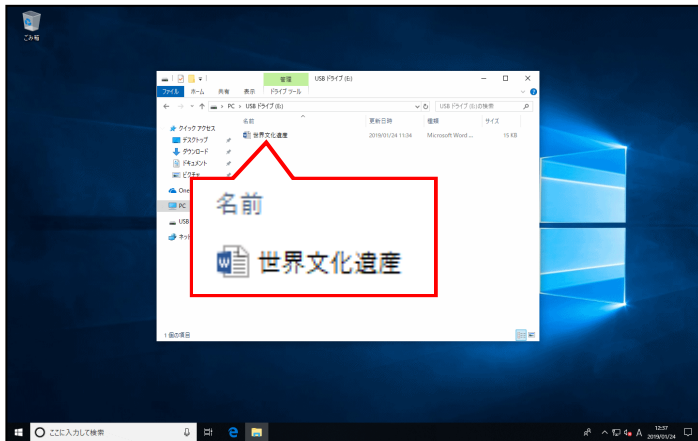 ごみ箱
管理
USB ドライブ (E:)
ファイル ホーム 共有 表示 ドライブ ツール
PC › USB ドライブ (E:)
USB ドライブ (E:)の検索
名前 更新日時 種類 サイズ
クイック アクセス
デスクトップ
ダウンロード
ドキュメント
ピクチャ
One
PC
USB
世界文化遺産 2019/01/24 11:34 Microsoft Word ... 15 KB
名前
世界文化遺産
1 個の項目
ここに入力して検索
A
12:37
2019/01/24